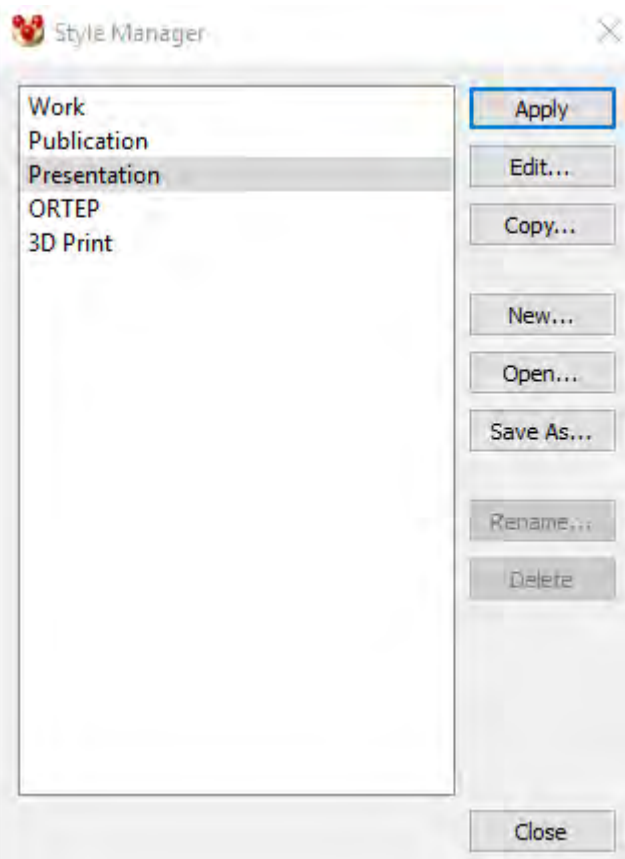 Style Manager
Work
Publication
Presentation
ORTEP
3D Print
Apply
Edit...
Copy...
New...
Open...
Save As...
Rename...
Delete
Close